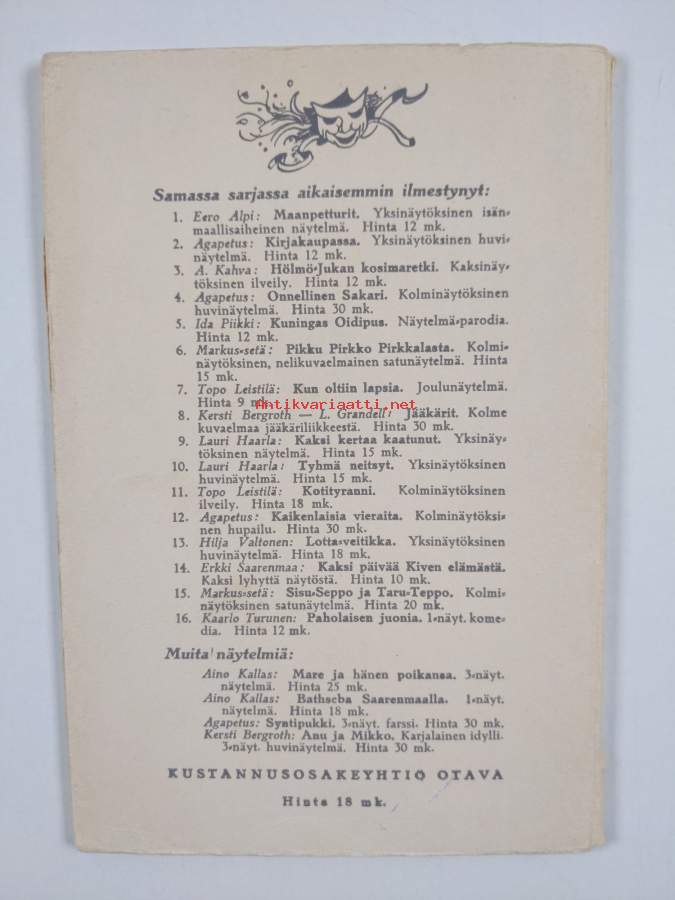 Samassa sarjassa aikaisemmin ilmestynyt:
1. Eero Alpi: Maanpetturit. Yksinäytöksinen isän-
maallisaiheinen näytelmä. Hinta 12 mk.
2. Agapetus: Kirjakaupassa. Yksinäytöksinen huvi-
näytelmä. Hinta 12 mk.
3. A. Kahva: Hölmö-Jukan kosimaretki. Kaksinäy-
töksinen ilveily. Hinta 12 mk.
4. Agapetus: Onnellinen Sakari. Kolminäytöksinen
huvinäytelmä. Hinta 30 mk.
5. Ida Piikki: Kuningas Oidipus. Näytelmä-parodia.
Hinta 12 mk.
6. Markus-setä: Pikku Pirkko Pirkkalasta. Kolmi-
näytöksinen, nelikuvaelmainen satunäytelmä. Hinta
15 mk.
7. Topo Leistilä: Kun oltiin lapsia. Joulunäytelmä.
Hinta 9 mk.
Antikvariaatti.net
8. Kersti Bergroth — L. Grandell: Jääkärit. Kolme
kuvaelmaa jääkäriliikkeestä. Hinta 30 mk.
9. Lauri Haarla: Kaksi kertaa kaatunut. Yksinäy-
töksinen näytelmä. Hinta 15 mk.
10. Lauri Haarla: Tyhmä neitsyt. Yksinäytöksinen
huvinäytelmä. Hinta 15 mk.
11. Topo Leistilä: Kotityranni. Kolminäytöksinen
ilveily. Hinta 18 mk.
12. Agapetus: Kaikenlaisia vieraita. Kolminäytöksi-
nen hupailu. Hinta 30 mk.
13. Hilja Valtonen: Lotta-veitikka. Yksinäytöksinen
huvinäytelmä. Hinta 18 mk.
14. Erkki Saarenmaa: Kaksi päivää Kiven elämästä.
Kaksi lyhyttä näytöstä. Hinta 10 mk.
15. Markus-setä: Sisu-Seppo ja Taru-Teppo. Kolmi-
näytöksinen satunäytelmä. Hinta 20 mk.
16. Kaarlo Turunen: Paholaisen juonia. 1-näyt. kome-
dia. Hinta 12 mk.
Muita näytelmiä:
Aino Kallas: Mare ja hänen poikansa. 3-näyt.
näytelmä. Hinta 25 mk.
Aino Kallas: Bathseba Saarenmaalla. 1-näyt.
näytelmä. Hinta 18 mk.
Agapetus: Syntipukki. 3-näyt. farssi. Hinta 30 mk.
Kersti Bergroth: Anu ja Mikko. Karjalainen idylli-
3-näyt. huvinäytelmä. Hinta 30 mk.
KUSTANNUSOSAKEYHTIÖ OTAVA
Hinta 18 mk.